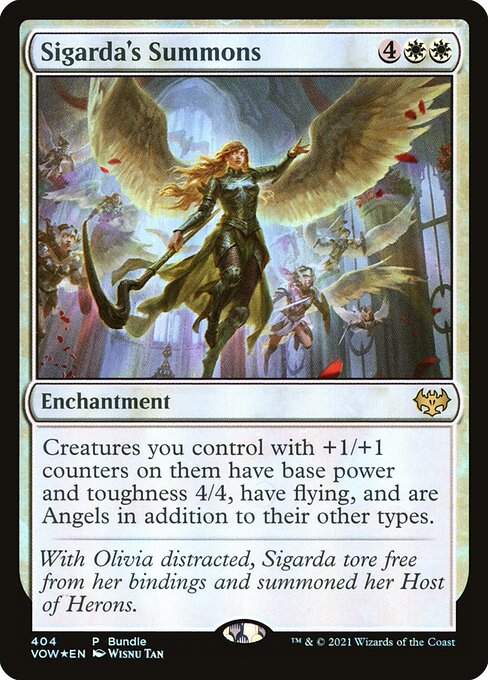 Sigarda's Summons 4
Enchantment
Creatures you control with +1/+1
counters on them have base power
and toughness 4/4, have flying, and are
Angels in addition to their other types.
With Olivia distracted, Sigarda tore free
from her bindings and summoned her Host
of Herons.
404 P Bundle
VOW★EN Wisnu Tan
™ & © 2021 Wizards of the Coast